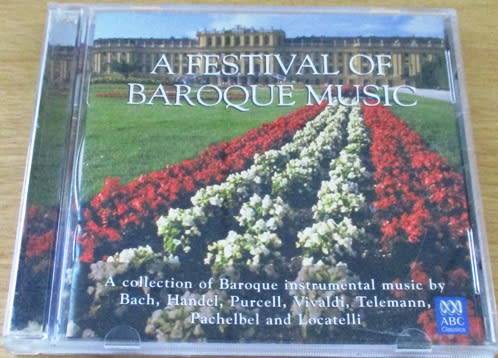 A FESTIVAL OF
BAROQUE MUSIC
A collection of Baroque instrumental music by
Bach, Handel, Purcell, Vivaldi, Telemann,
Pachelbel and Locatelli
ABC
Classics